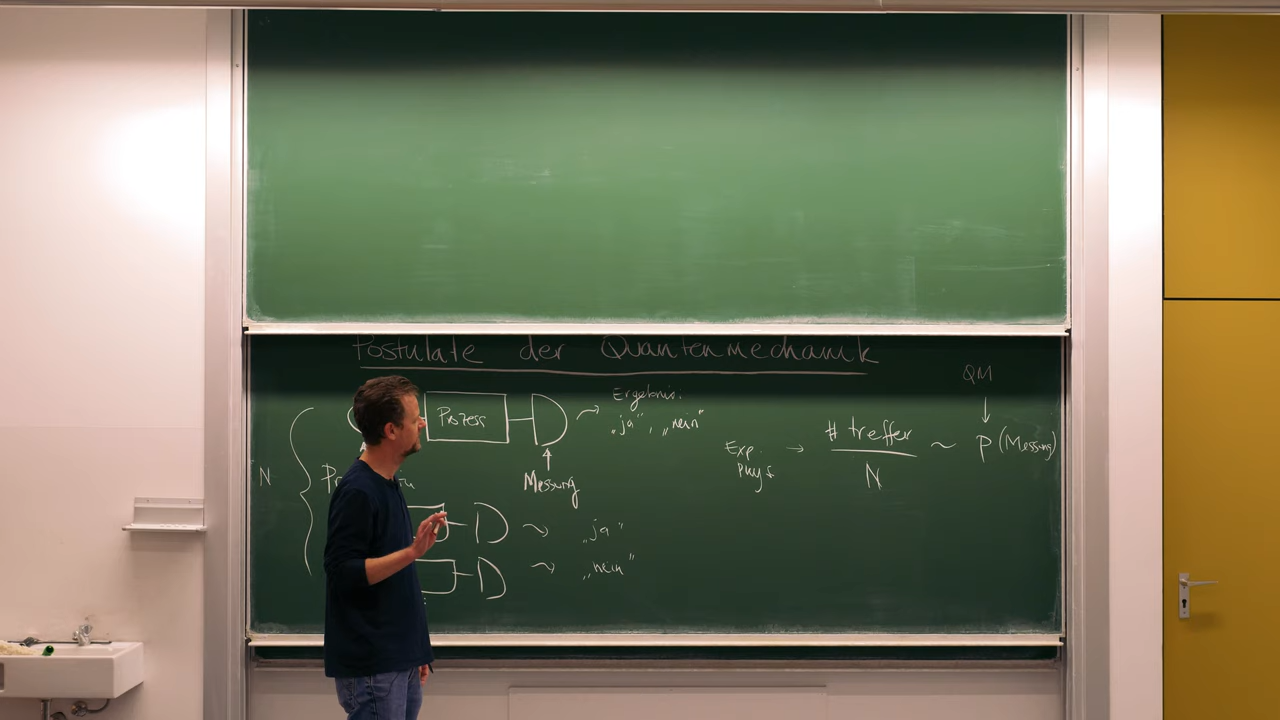 Postulate der Quantenmechanik
Prozess
Ergebnis:
„ja“, „nein“
Messung
N
„ja“
„nein“
Exp. →
Phys
# treffer
N
~
QM
↓
p (Messung)